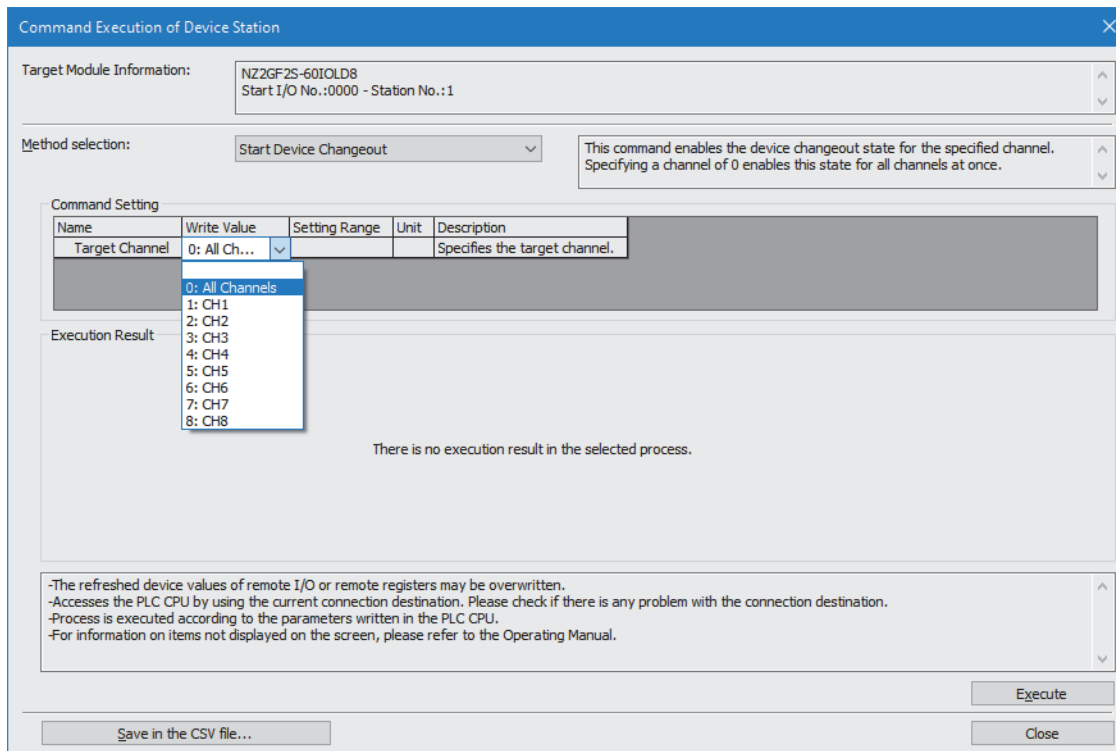 Command Execution of Device Station
Target Module Information:
NZ2GF2S-60IOLD8
Start I/O No.:0000 - Station No.:1
Method selection:
Start Device Changeout
This command enables the device changeout state for the specified channel.
Specifying a channel of 0 enables this state for all channels at once.
Command Setting
Name Write Value Setting Range Unit Description
Target Channel 0: All Ch... Specifies the target channel.
0: All Channels
1: CH1
2: CH2
3: CH3
4: CH4
5: CH5
6: CH6
7: CH7
8: CH8
Execution Result
There is no execution result in the selected process.
-The refreshed device values of remote I/O or remote registers may be overwritten.
-Accesses the PLC CPU by using the current connection destination. Please check if there is any problem with the connection destination.
-Process is executed according to the parameters written in the PLC CPU.
-For information on items not displayed on the screen, please refer to the Operating Manual.
Execute
Save in the CSV file...
Close